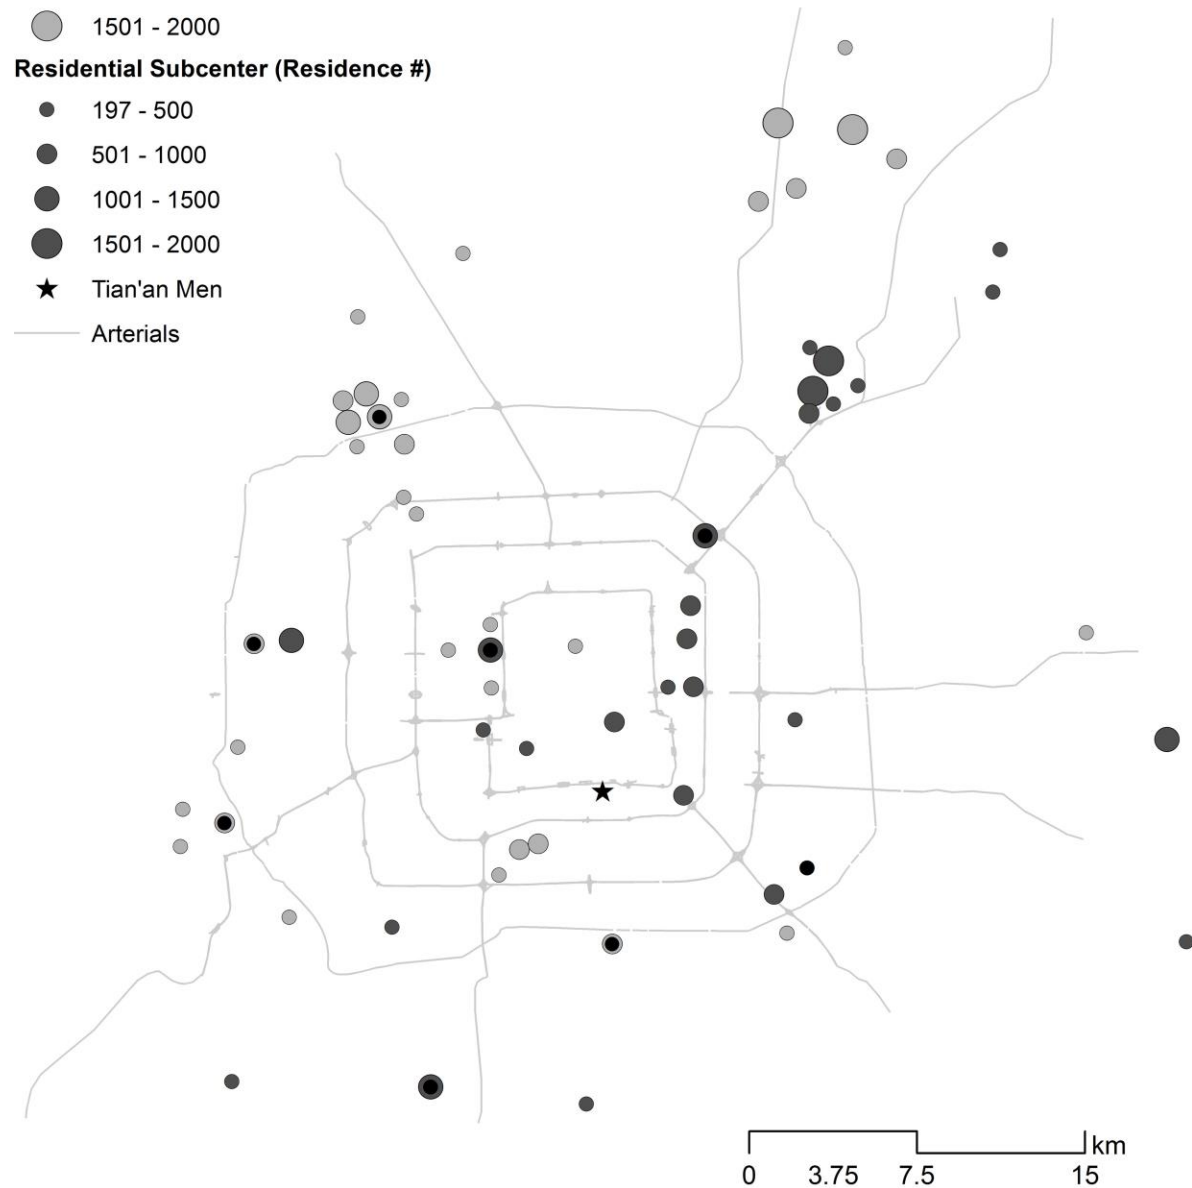 1501 - 2000
Residential Subcenter (Residence #)
197 - 500
501 - 1000
1001 - 1500
1501 - 2000
Tian'an Men
Arterials
km
0 3.75 7.5 15